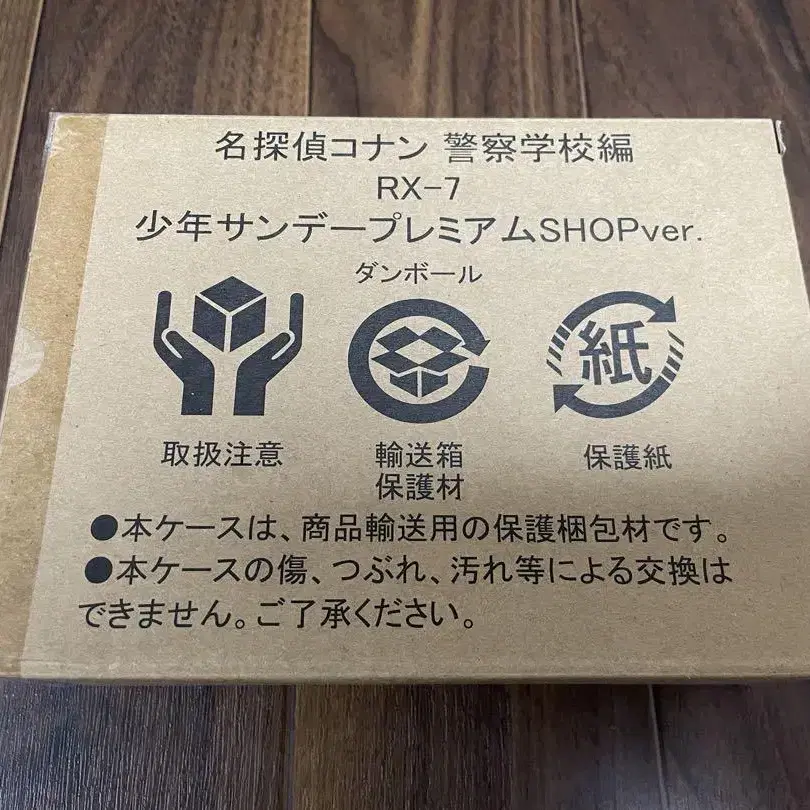 名探偵コナン 警察学校編
RX-7
少年サンデープレミアムSHOPver.
ダンボール
紙
取扱注意
輸送箱
保護材
保護紙
●本ケースは、商品輸送用の保護梱包材です。
●本ケースの傷、つぶれ、汚れ等による交換は
できません。ご了承ください。